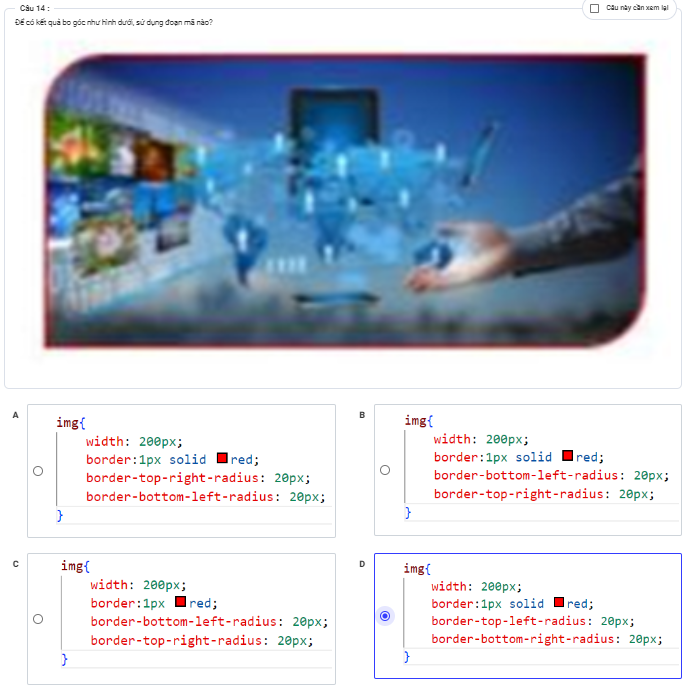 Câu 14 :
Câu này cần xem lại
Để có kết quả bo góc như hình dưới, sử dụng đoạn mã nào?
A
img{
width: 200px;
border:1px solid red;
border-top-right-radius: 20px;
border-bottom-left-radius: 20px;
}
B
img{
width: 200px;
border:1px solid red;
border-bottom-left-radius: 20px;
border-top-right-radius: 20px;
}
C
img{
width: 200px;
border:1px red;
border-bottom-left-radius: 20px;
border-top-right-radius: 20px;
}
D
img{
width: 200px;
border:1px solid red;
border-top-left-radius: 20px;
border-bottom-right-radius: 20px;
}